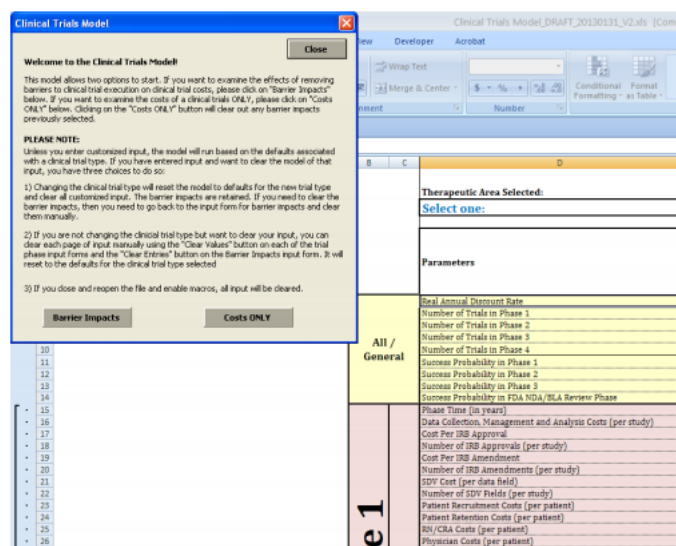 Clinical Trials Model
Clinical Trials Model_DRAFT_20130131_V2.xls [Com
Close
Welcome to the Clinical Trials Model!
This model allows two options to start. If you want to examine the effects of removing
barriers to clinical trial execution on clinical trial costs, please click on "Barrier Impacts"
below. If you want to examine the costs of a clinical trials ONLY, please click on "Costs
ONLY" below. Clicking on the "Costs ONLY" button will clear out any barrier impacts
previously selected.
PLEASE NOTE:
Unless you enter customized input, the model will run based on the defaults associated
with a clinical trial type. If you have entered input and want to clear the model of that
input, you have three choices to do so:
1) Changing the clinical trial type will reset the model to defaults for the new trial type
and clear all customized input. The barrier impacts are retained. If you need to clear the
barrier impacts, then you need to go back to the input form for barrier impacts and clear
them manually.
2) If you are not changing the clinicial trial type but want to clear your input, you can
clear each page of input manually using the "Clear Values" button on each of the trial
phase input forms and the "Clear Entries" button on the Barrier Impacts input form. It will
reset to the defaults for the clinical trial type selected
3) If you close and reopen the file and enable macros, all input will be cleared.
Barrier Impacts
Costs ONLY
iew Developer Acrobat
Wrap Text
Merge & Center
$ % ,
Conditional Format
Formatting as Table
nment
Number
B C D
Therapeutic Area Selected:
Select one:
Parameters
All /
General
Real Annual Discount Rate
Number of Trials in Phase 1
Number of Trials in Phase 2
Number of Trials in Phase 3
10 Number of Trials in Phase 4
11 Success Probability in Phase 1
12 Success Probability in Phase 2
13 Success Probability in Phase 3
14 Success Probability in FDA NDA/BLA Review Phase
15 Phase Time (in years)
16 Data Collection, Management and Analysis Costs (per study)
17 Cost Per IRB Approval
18 Number of IRB Approvals (per study)
19 Cost Per IRB Amendment
20 Number of IRB Amendments (per study)
21 SDV Cost (per data field)
22 Number of SDV Fields (per study)
23 Patient Recruitment Costs (per patient)
24 Patient Retention Costs (per patient)
25 RN/CRA Costs (per patient)
26 Physician Costs (per patient)
e 1